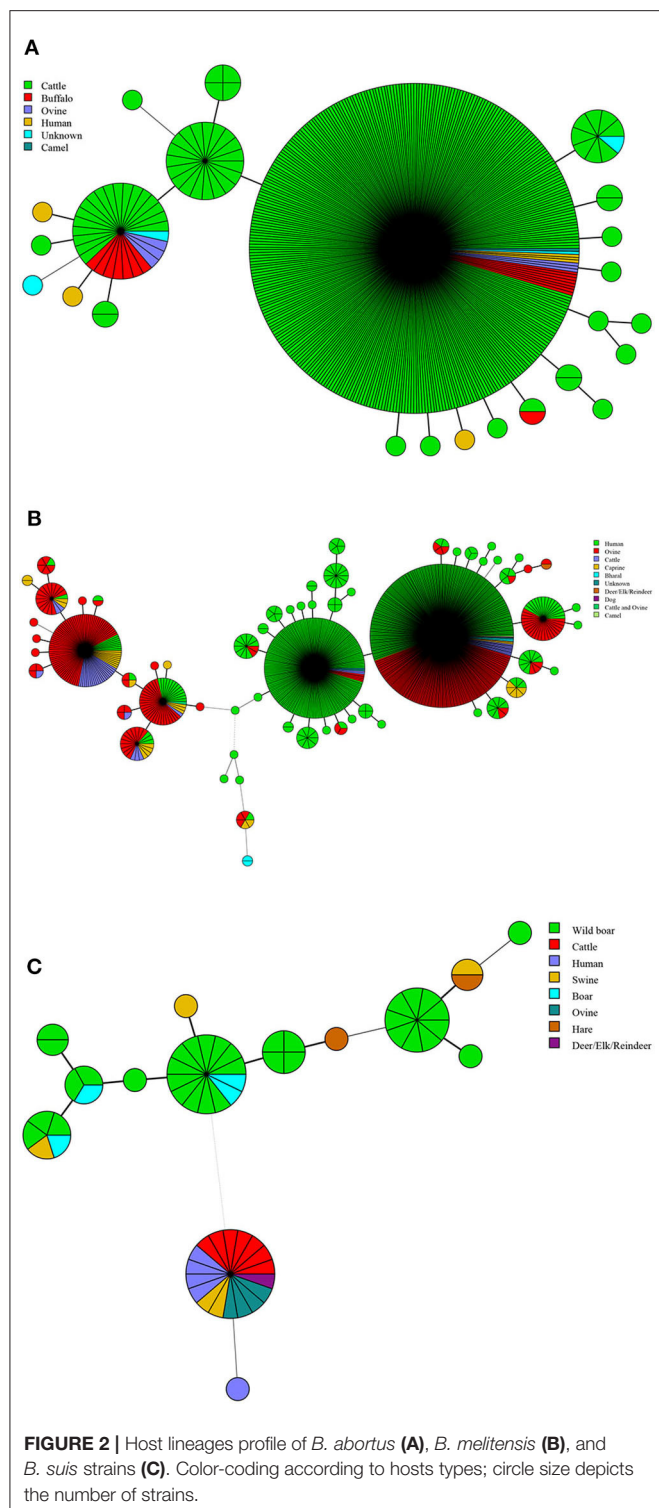 A
Cattle
Buffalo
Ovine
Human
Unknown
Camel
B
Human
Ovine
Cattle
Caprine
Bharal
Unknown
Deer/Elk/Reindeer
Dog
Cattle and Ovine
Camel
C
Wild boar
Cattle
Human
Swine
Boar
Ovine
Hare
Deer/Elk/Reindeer
FIGURE 2 | Host lineages profile of B. abortus (A), B. melitensis (B), and
B. suis strains (C). Color-coding according to hosts types; circle size depicts
the number of strains.